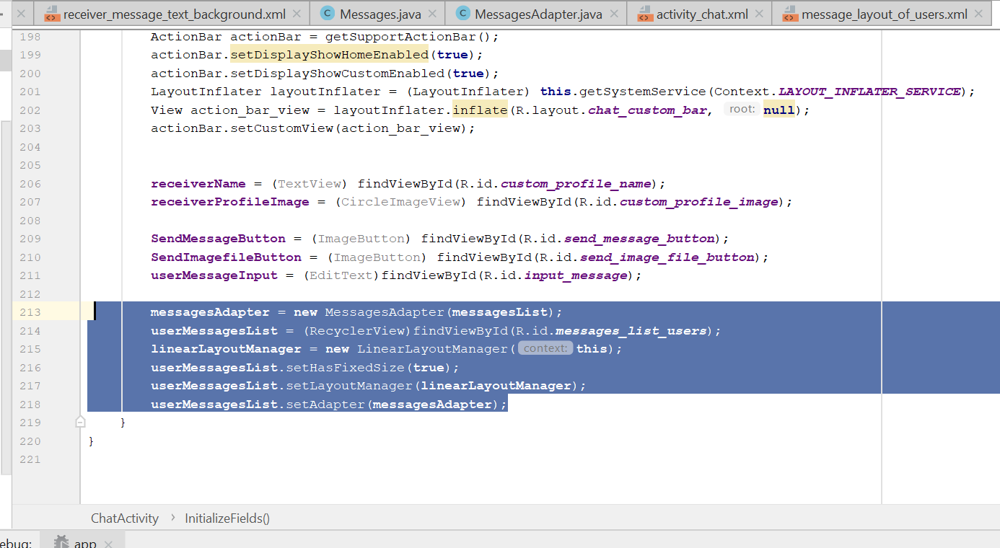 receiver_message_text_background.xml Messages.java MessagesAdapter.java activity_chat.xml message_layout_of_users.xml
198 ActionBar actionBar = getSupportActionBar();
199 actionBar.setDisplayShowHomeEnabled(true);
200 actionBar.setDisplayShowCustomEnabled(true);
201 LayoutInflater layoutInflater = (LayoutInflater) this.getSystemService(Context.LAYOUT_INFLATER_SERVICE);
202 View action_bar_view = layoutInflater.inflate(R.layout.chat_custom_bar, root: null);
203 actionBar.setCustomView(action_bar_view);
204
205
206 receiverName = (TextView) findViewById(R.id.custom_profile_name);
207 receiverProfileImage = (CircleImageView) findViewById(R.id.custom_profile_image);
208
209 SendMessageButton = (ImageButton) findViewById(R.id.send_message_button);
210 SendImagefileButton = (ImageButton) findViewById(R.id.send_image_file_button);
211 userMessageInput = (EditText)findViewById(R.id.input_message);
212
213 messagesAdapter = new MessagesAdapter(messagesList);
214 userMessagesList = (RecyclerView)findViewById(R.id.messages_list_users);
215 linearLayoutManager = new LinearLayoutManager( context: this);
216 userMessagesList.setHasFixedSize(true);
217 userMessagesList.setLayoutManager(linearLayoutManager);
218 userMessagesList.setAdapter(messagesAdapter);
219 }
220 }
221
ChatActivity › InitializeFields()
ebug: app